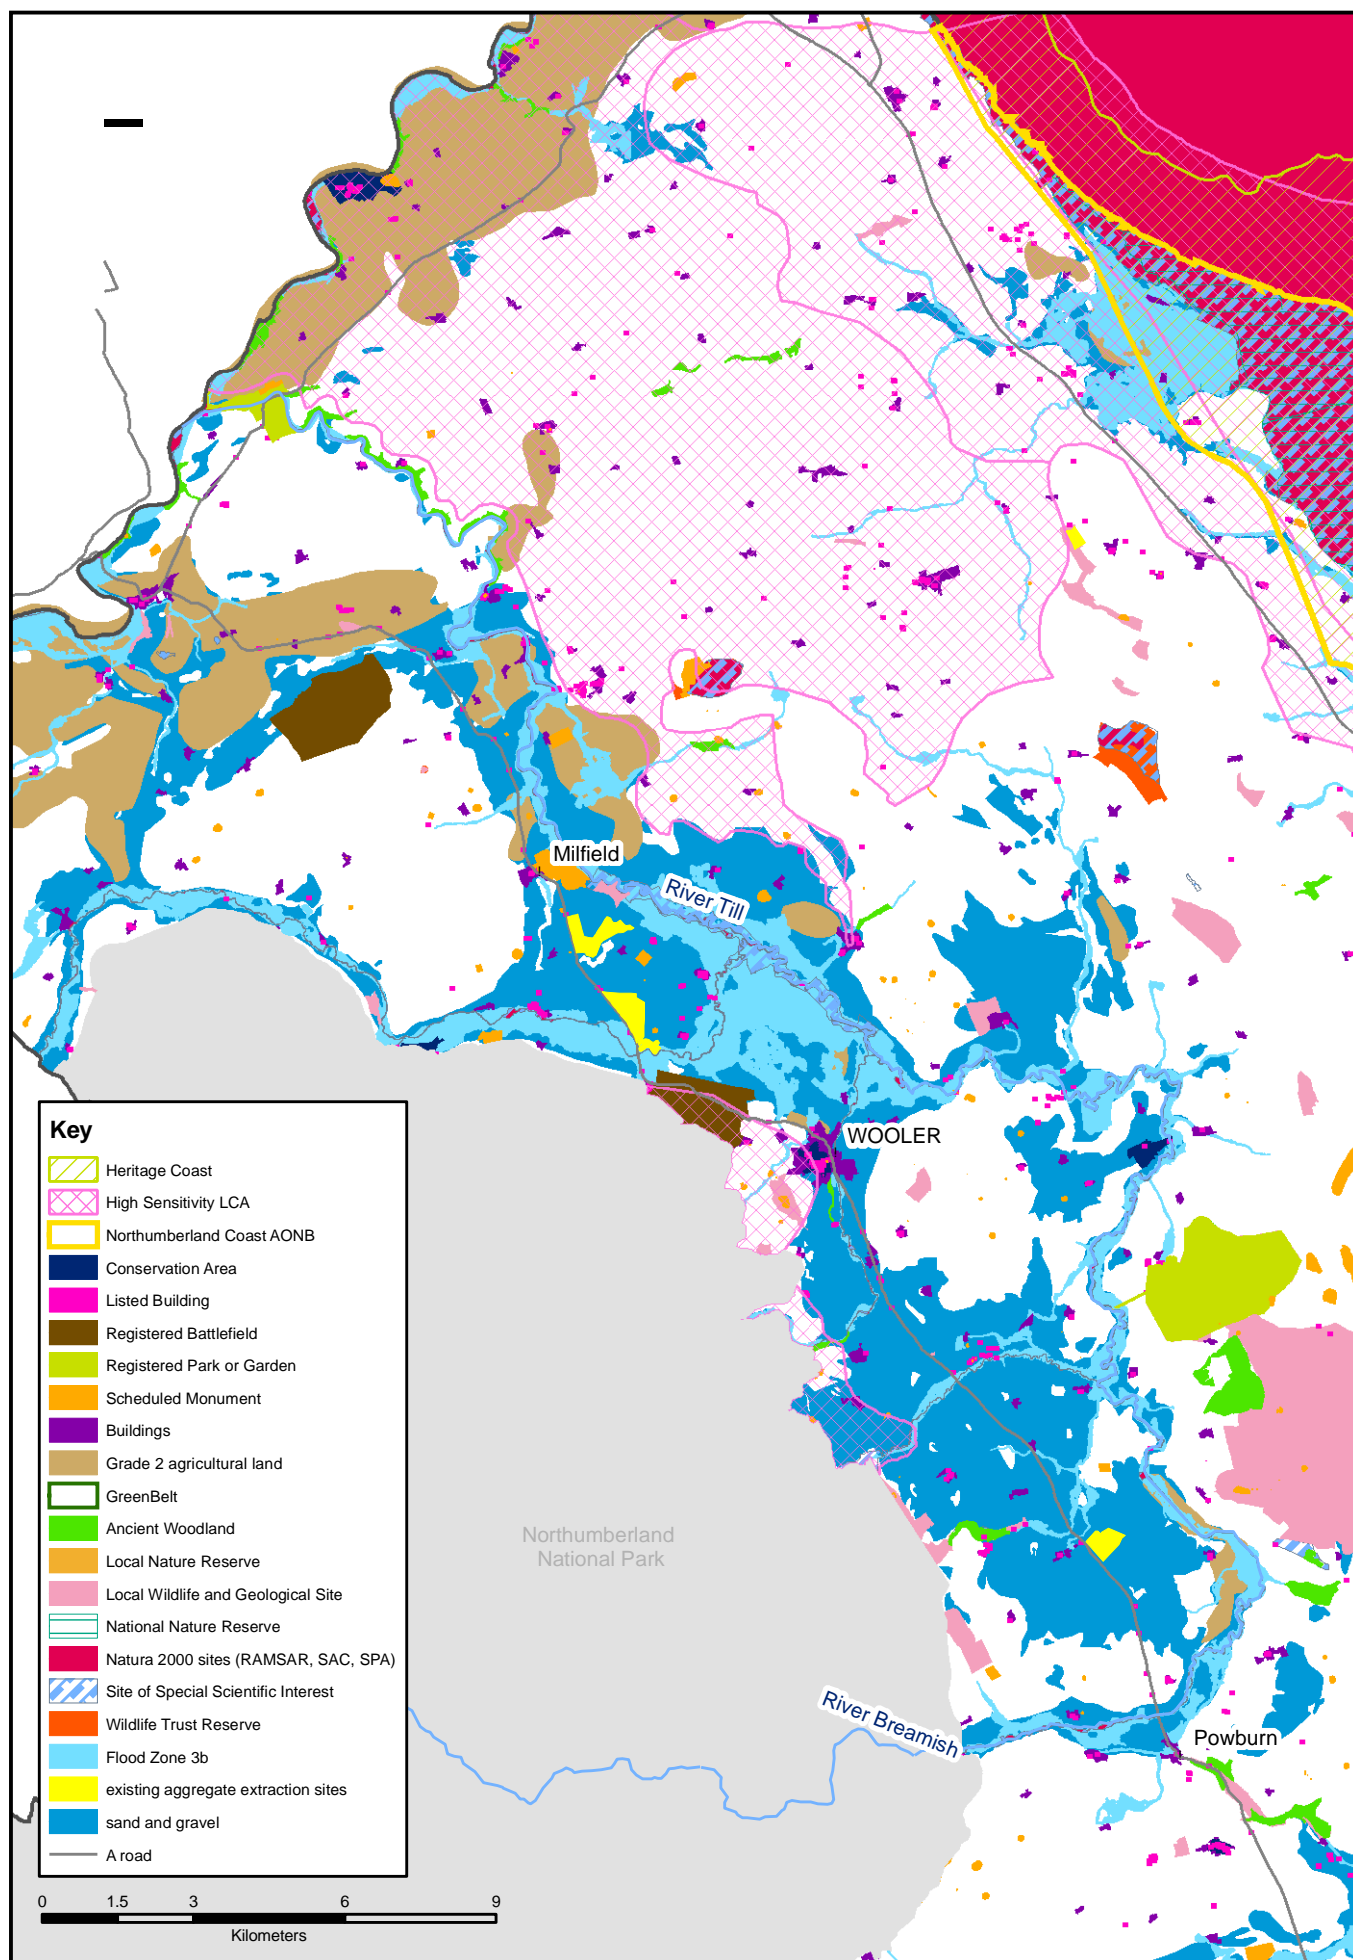 Milfield
River Till
WOOLER
Northumberland
National Park
River Breamish
Powburn
Key
Heritage Coast
High Sensitivity LCA
Northumberland Coast AONB
Conservation Area
Listed Building
Registered Battlefield
Registered Park or Garden
Scheduled Monument
Buildings
Grade 2 agricultural land
GreenBelt
Ancient Woodland
Local Nature Reserve
Local Wildlife and Geological Site
National Nature Reserve
Natura 2000 sites (RAMSAR, SAC, SPA)
Site of Special Scientific Interest
Wildlife Trust Reserve
Flood Zone 3b
existing aggregate extraction sites
sand and gravel
A road
0 1.5 3 6 9
Kilometers